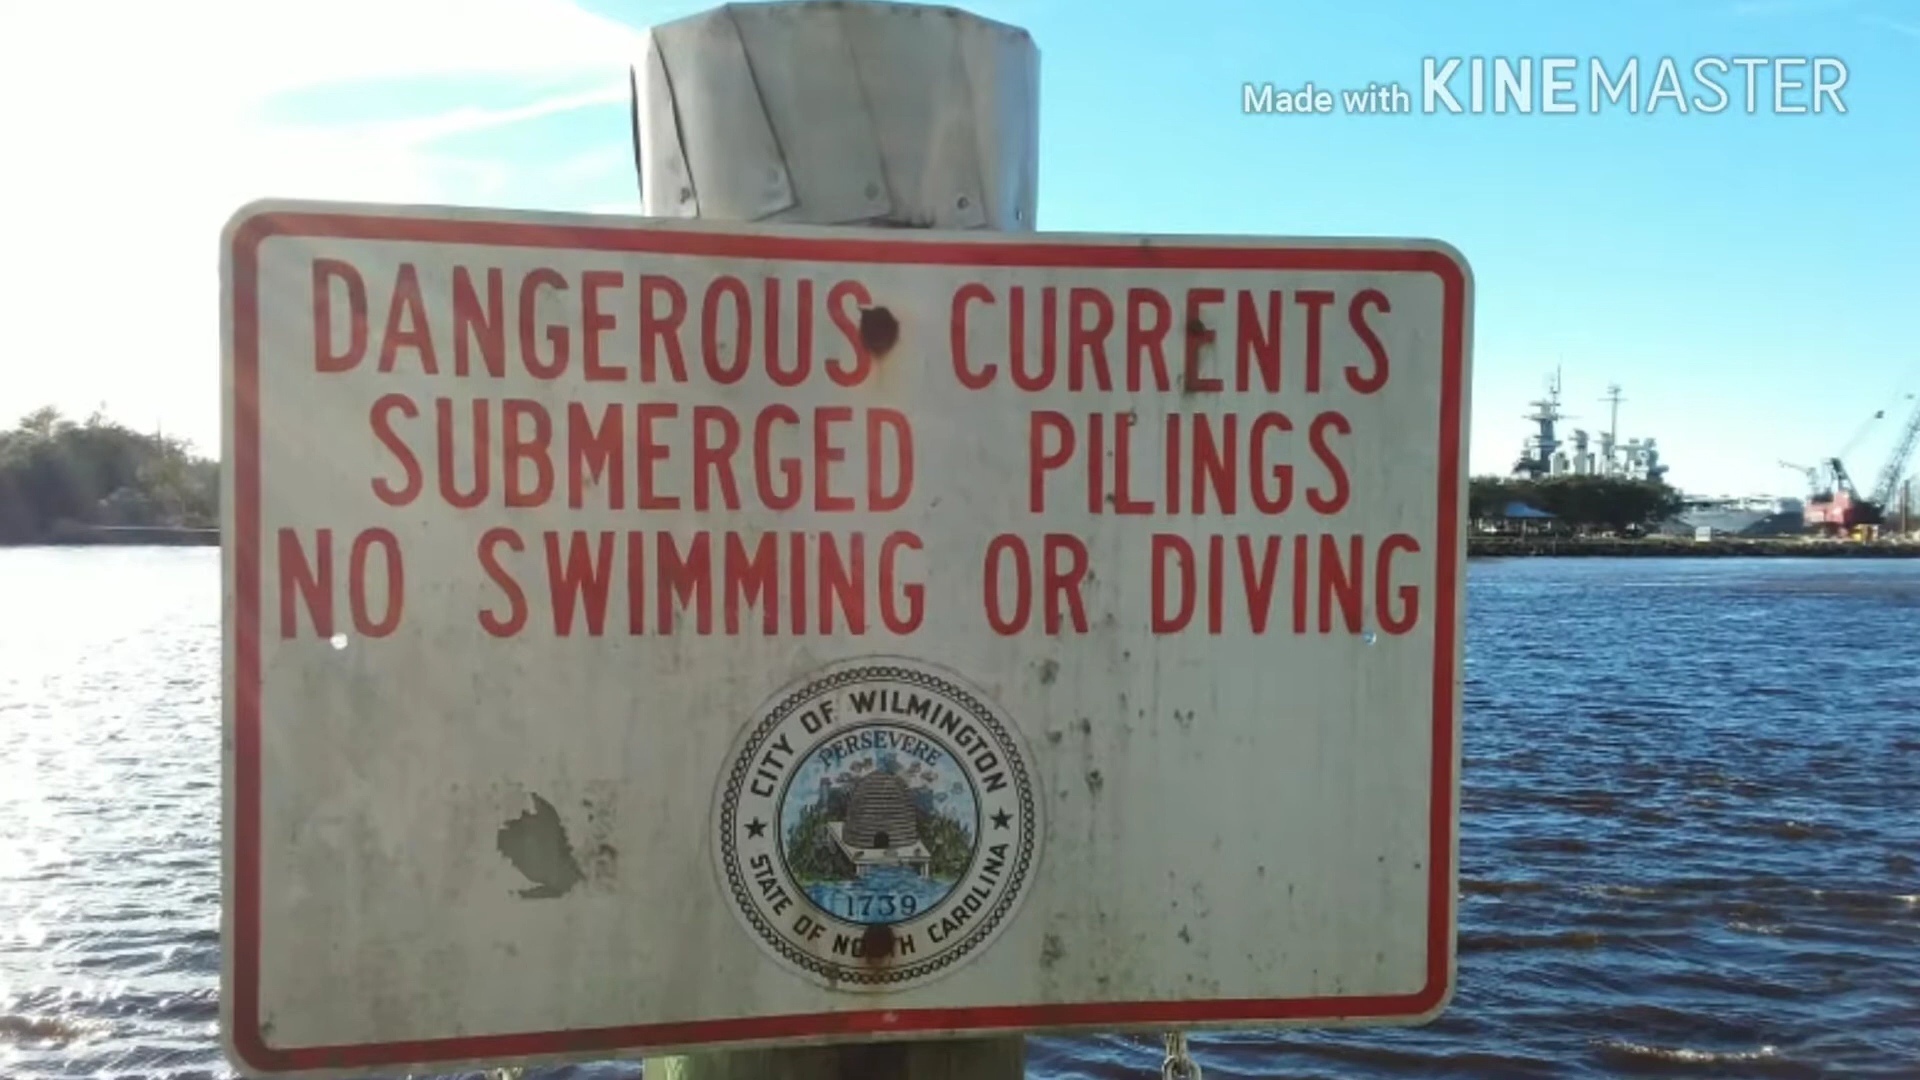 Made with KINEMASTER
DANGEROUS CURRENTS
SUBMERGED PILINGS
NO SWIMMING OR DIVING
CITY OF WILMINGTON
PERSEVERE
1739
STATE OF NORTH CAROLINA